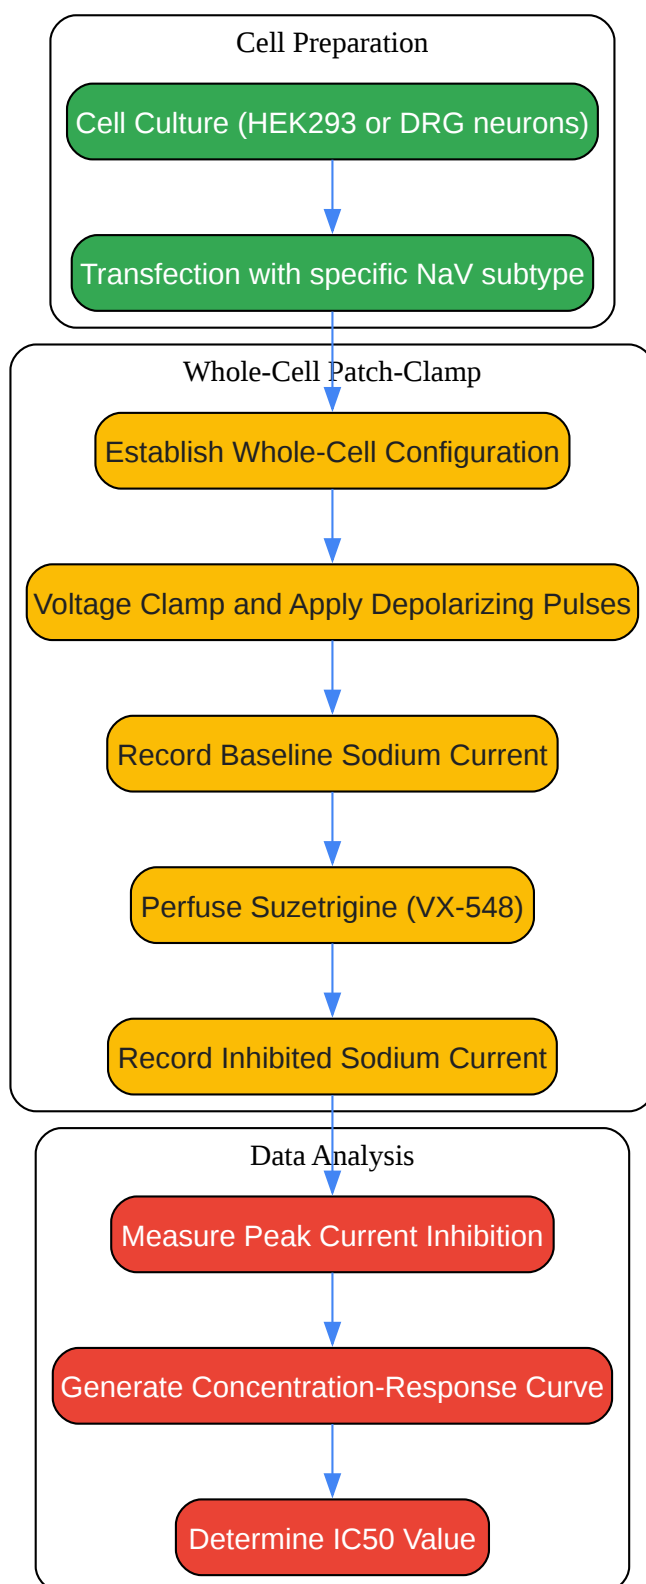 Cell Preparation
Cell Culture (HEK293 or DRG neurons)
Transfection with specific NaV subtype
Whole-Cell Patch-Clamp
Establish Whole-Cell Configuration
Voltage Clamp and Apply Depolarizing Pulses
Record Baseline Sodium Current
Perfuse Suzetrigine (VX-548)
Record Inhibited Sodium Current
Data Analysis
Measure Peak Current Inhibition
Generate Concentration-Response Curve
Determine IC50 Value